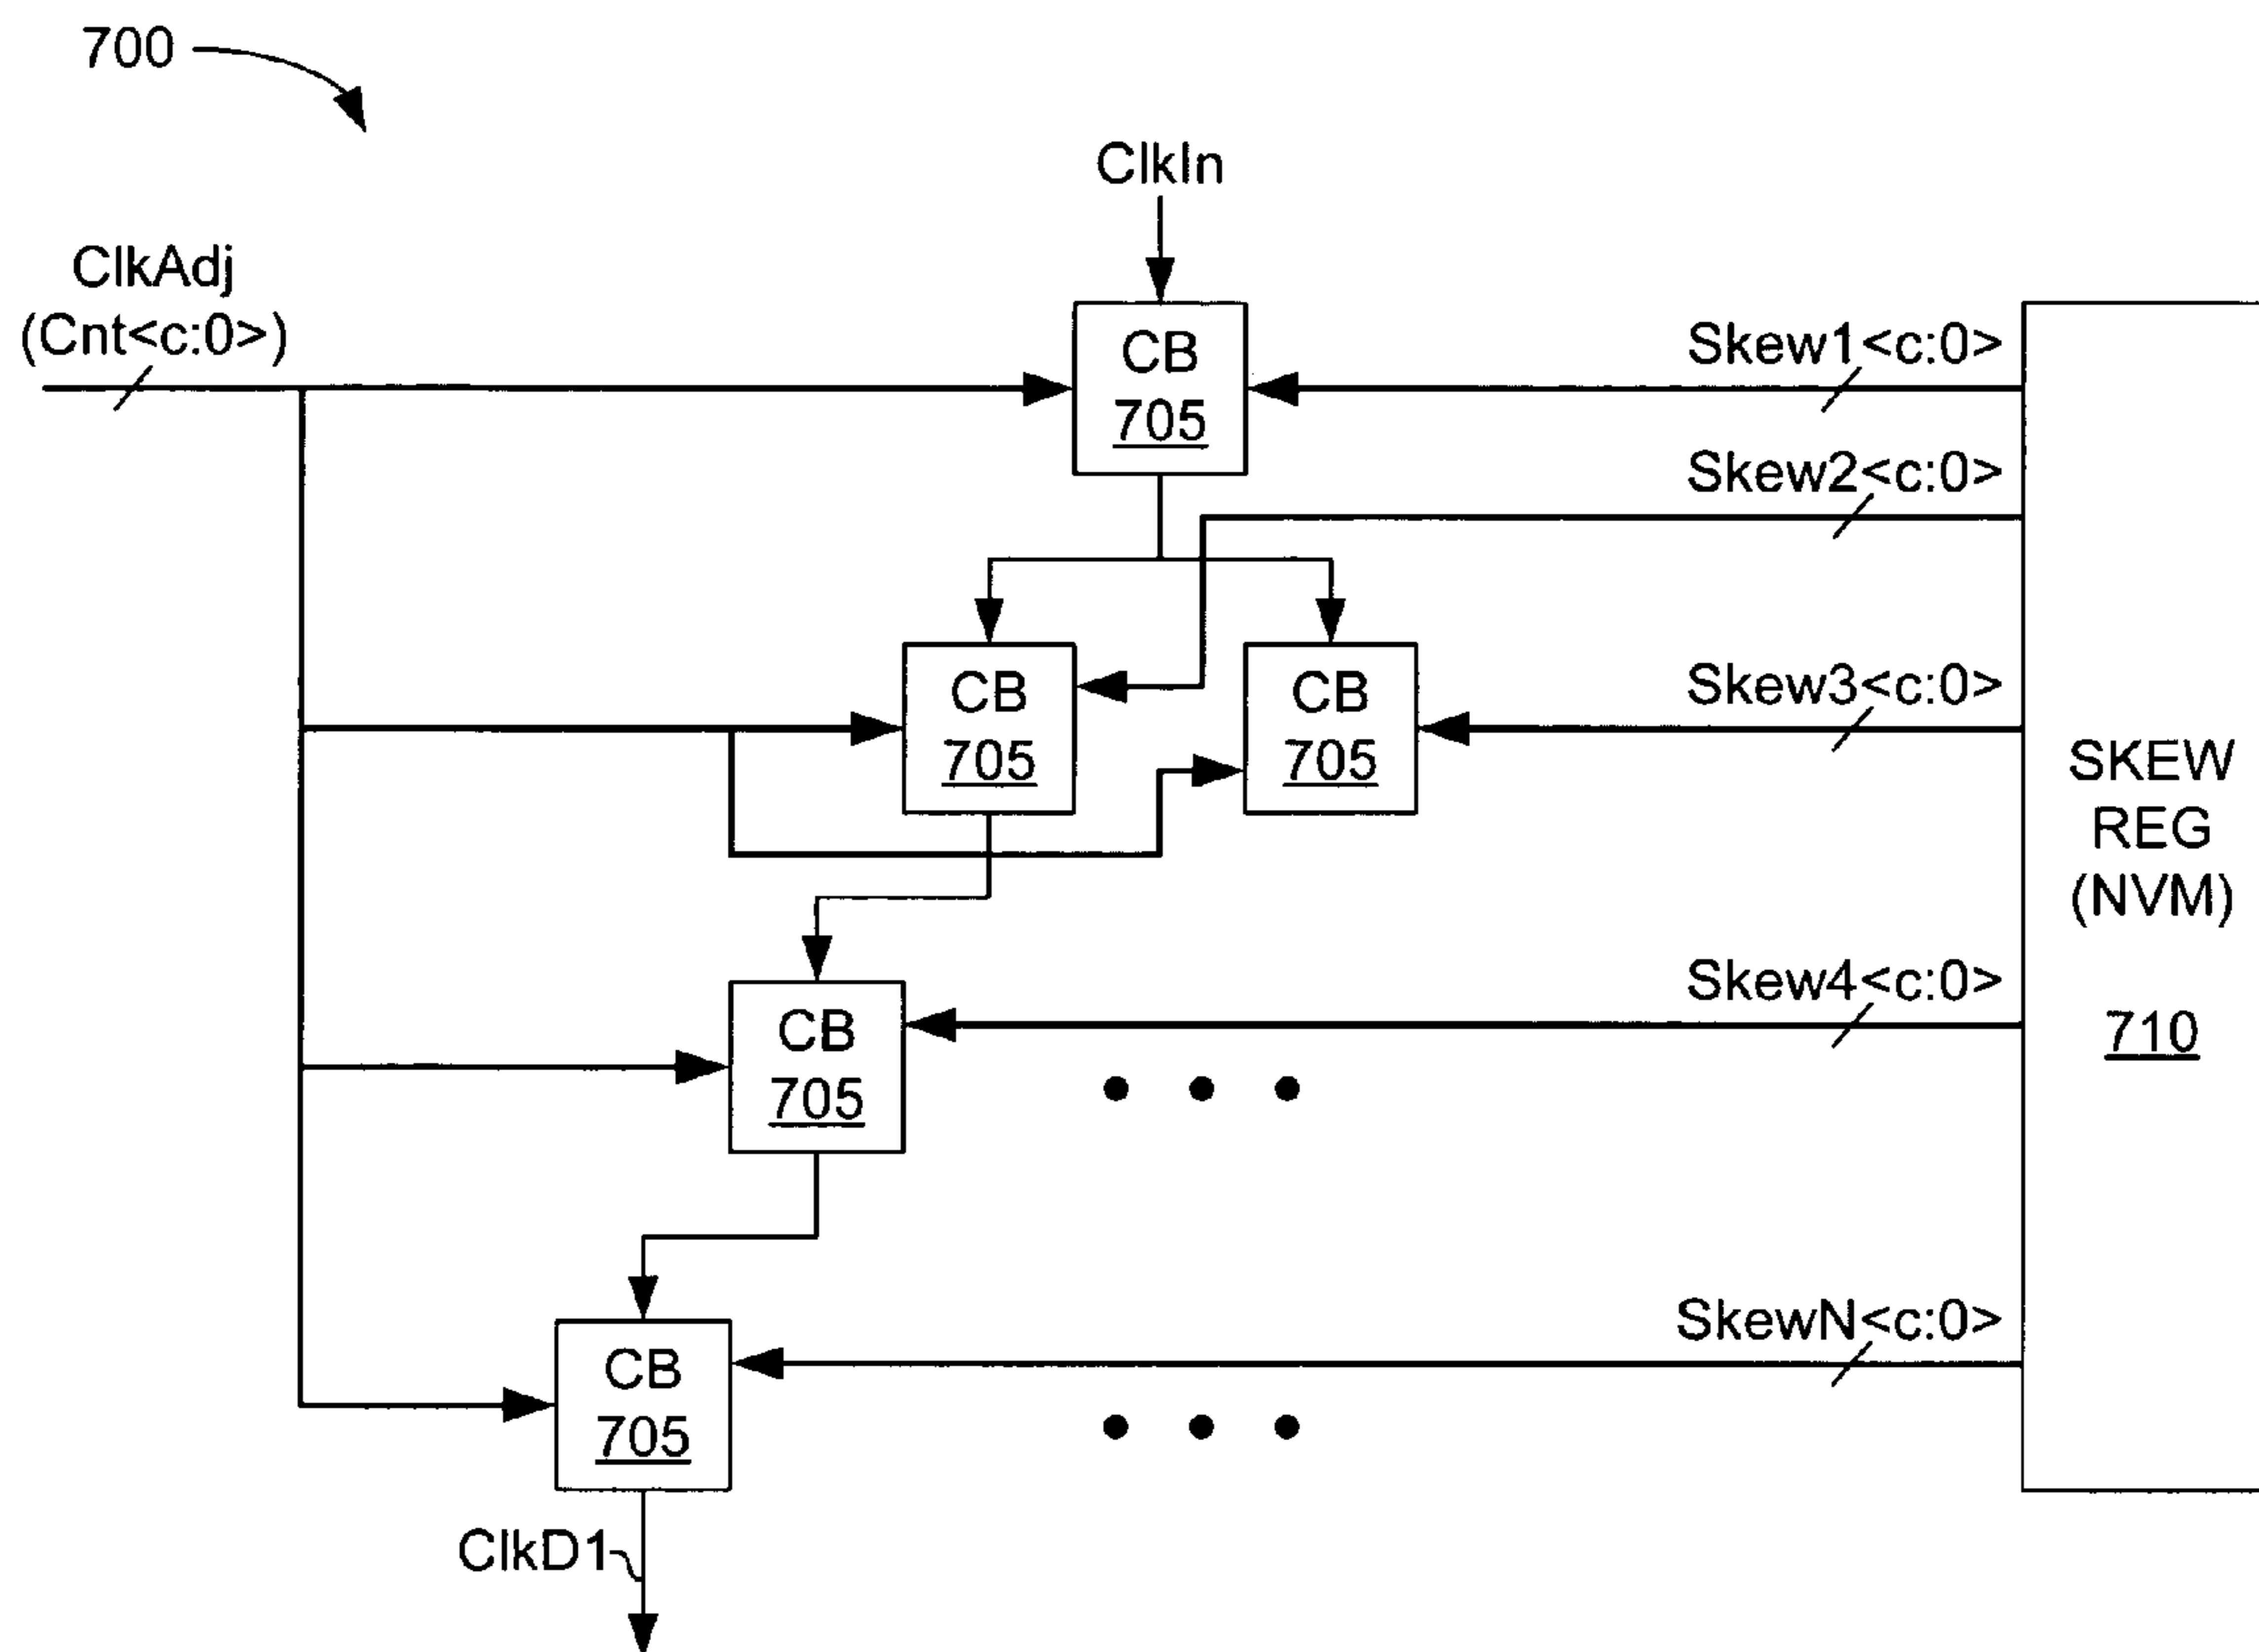 700
ClkIn
ClkAdj
(Cnt<c:0>)
CB
705
Skew1<c:0>
Skew2<c:0>
CB
705
CB
705
Skew3<c:0>
SKEW
REG
(NVM)
710
CB
705
Skew4<c:0>
CB
705
SkewN<c:0>
ClkD1